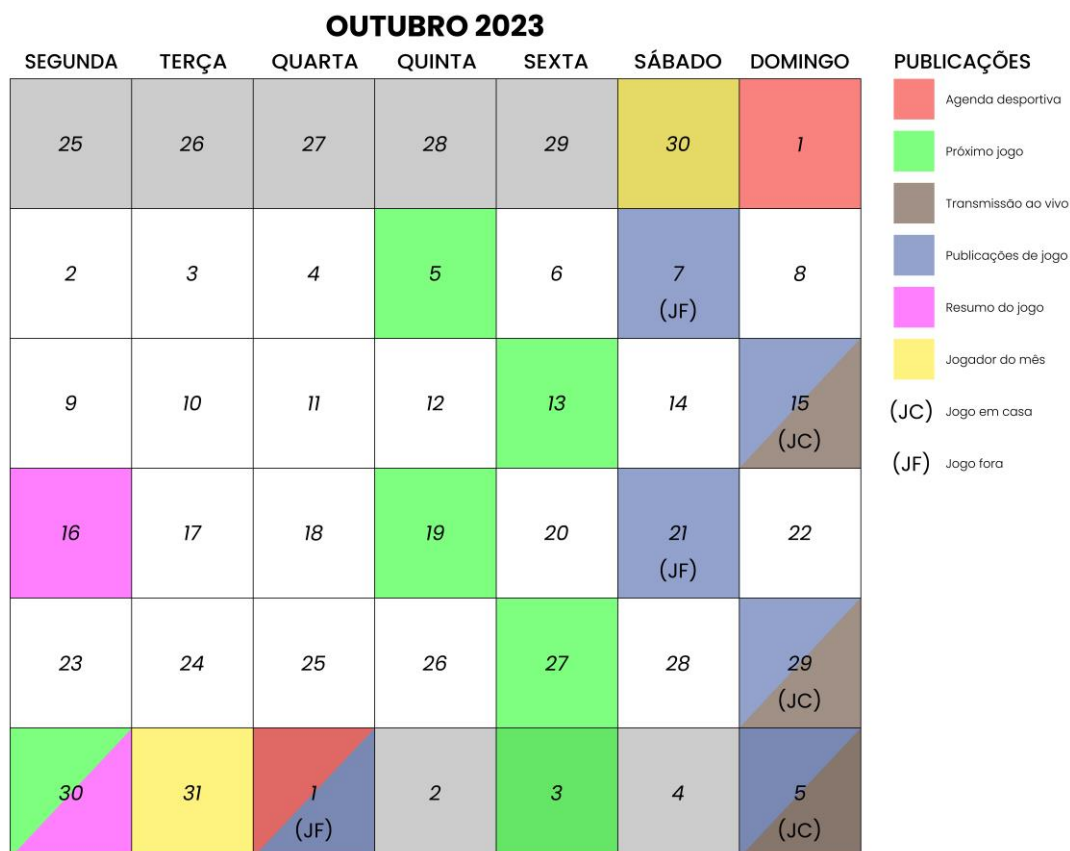 OUTUBRO 2023
SEGUNDA TERÇA QUARTA QUINTA SEXTA SÁBADO DOMINGO
25 26 27 28 29 30 1
2 3 4 5 6 7 8
(JF)
9 10 11 12 13 14 15
(JC)
16 17 18 19 20 21 22
(JF)
23 24 25 26 27 28 29
(JC)
30 31 1 2 3 4 5
(JF) (JC)
PUBLICAÇÕES
Agenda desportiva
Próximo jogo
Transmissão ao vivo
Publicações de jogo
Resumo do jogo
Jogador do mês
(JC) Jogo em casa
(JF) Jogo fora